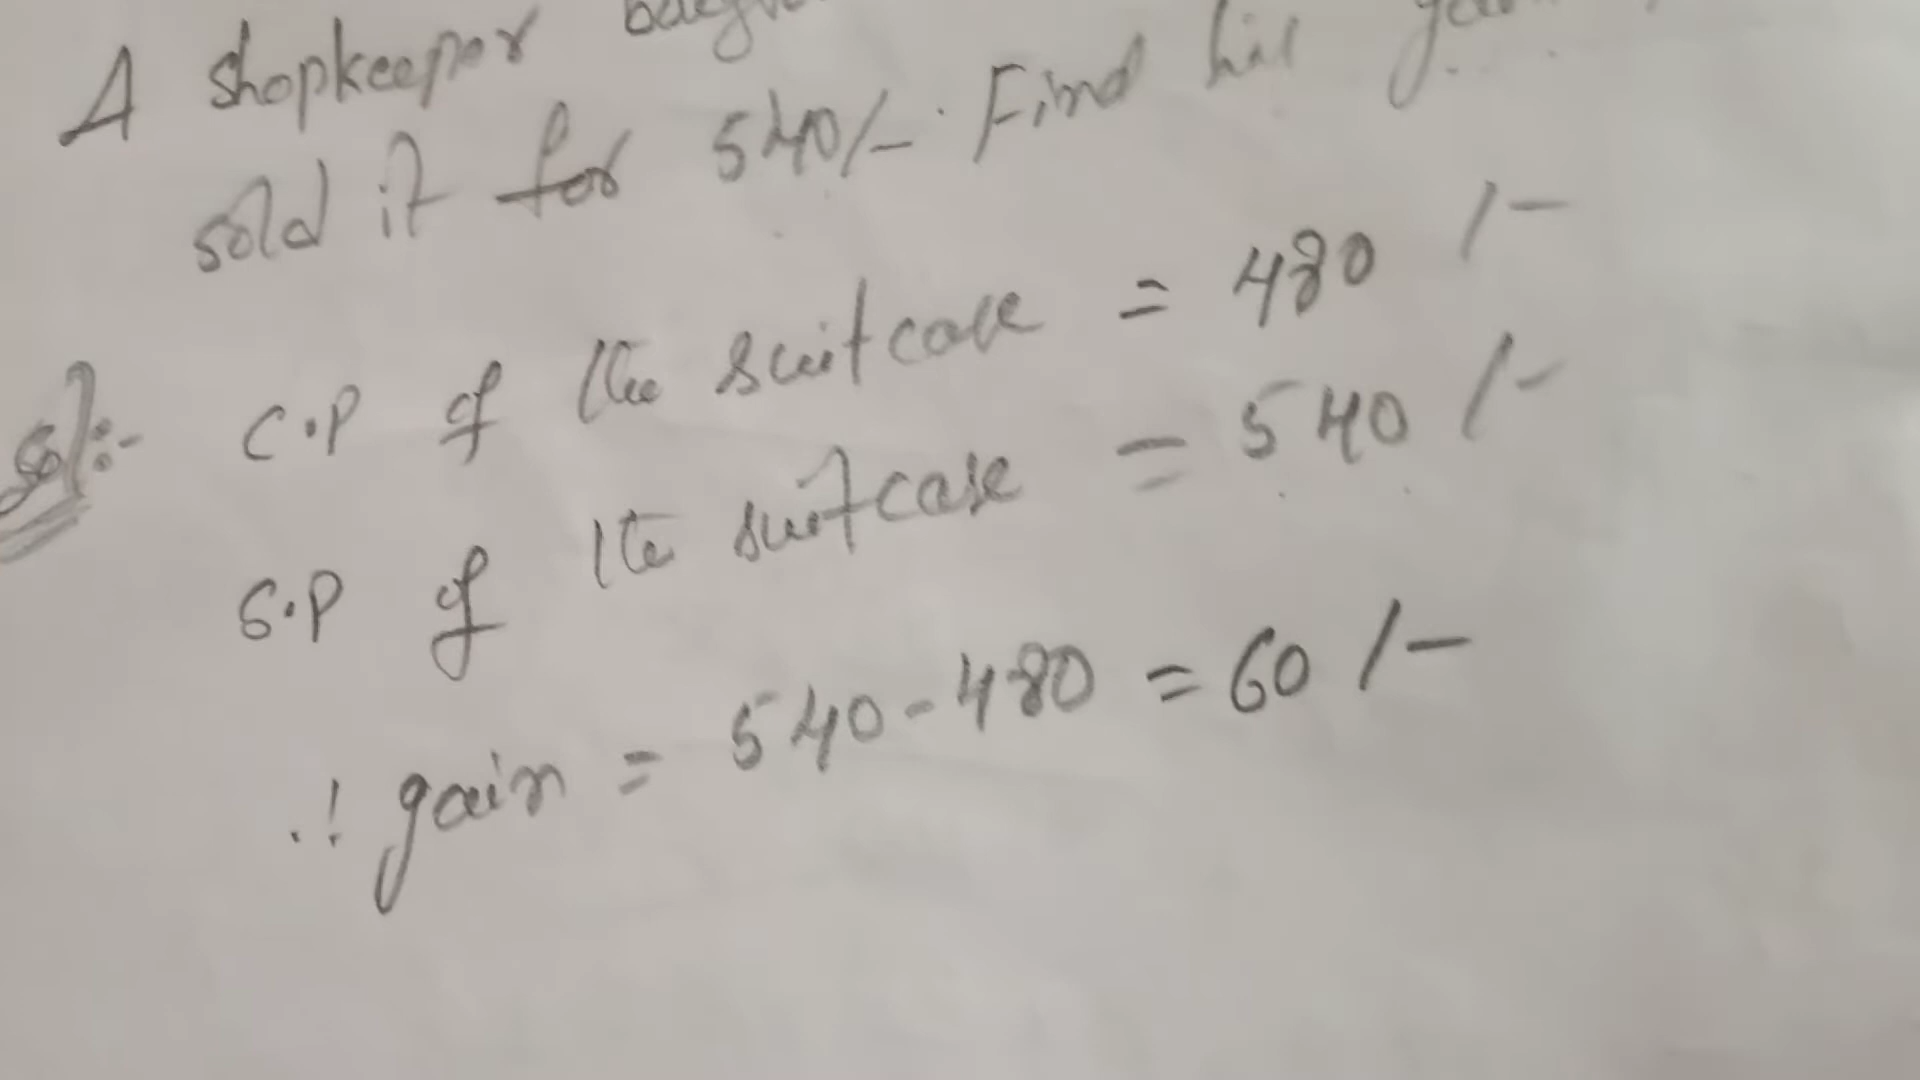 A shopkeeper
sold it for 540/-. Find his
Sol:- C.P of the suitcase = 480 /-
S.P of the suitcase = 540 /-
∴ gain = 540 - 480 = 60 /-